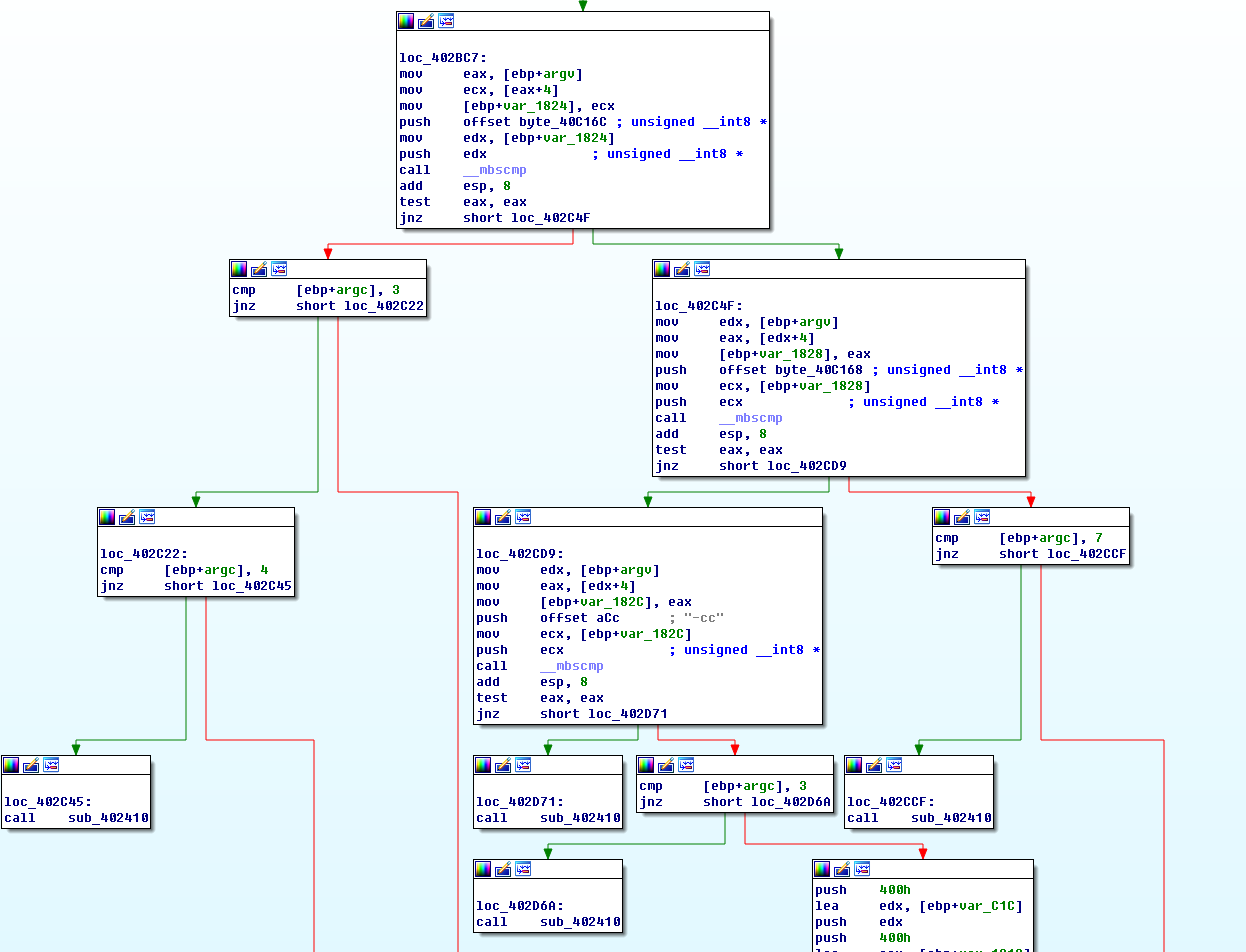 loc_402BC7:
mov eax, [ebp+argv]
mov ecx, [eax+4]
mov [ebp+var_1824], ecx
push offset byte_40C16C ; unsigned __int8 *
mov edx, [ebp+var_1824]
push edx ; unsigned __int8 *
call __mbscmp
add esp, 8
test eax, eax
jnz short loc_402C4F
cmp [ebp+argc], 3
jnz short loc_402C22
loc_402C4F:
mov edx, [ebp+argv]
mov eax, [edx+4]
mov [ebp+var_1828], eax
push offset byte_40C168 ; unsigned __int8 *
mov ecx, [ebp+var_1828]
push ecx ; unsigned __int8 *
call __mbscmp
add esp, 8
test eax, eax
jnz short loc_402CD9
loc_402C22:
cmp [ebp+argc], 4
jnz short loc_402C45
loc_402CD9:
mov edx, [ebp+argv]
mov eax, [edx+4]
mov [ebp+var_182C], eax
push offset aCc ; "-cc"
mov ecx, [ebp+var_182C]
push ecx ; unsigned __int8 *
call __mbscmp
add esp, 8
test eax, eax
jnz short loc_402D71
cmp [ebp+argc], 7
jnz short loc_402CCF
loc_402C45:
call sub_402410
loc_402D71:
call sub_402410
cmp [ebp+argc], 3
jnz short loc_402D6A
loc_402CCF:
call sub_402410
loc_402D6A:
call sub_402410
push 400h
lea edx, [ebp+var_C1C]
push edx
push 400h